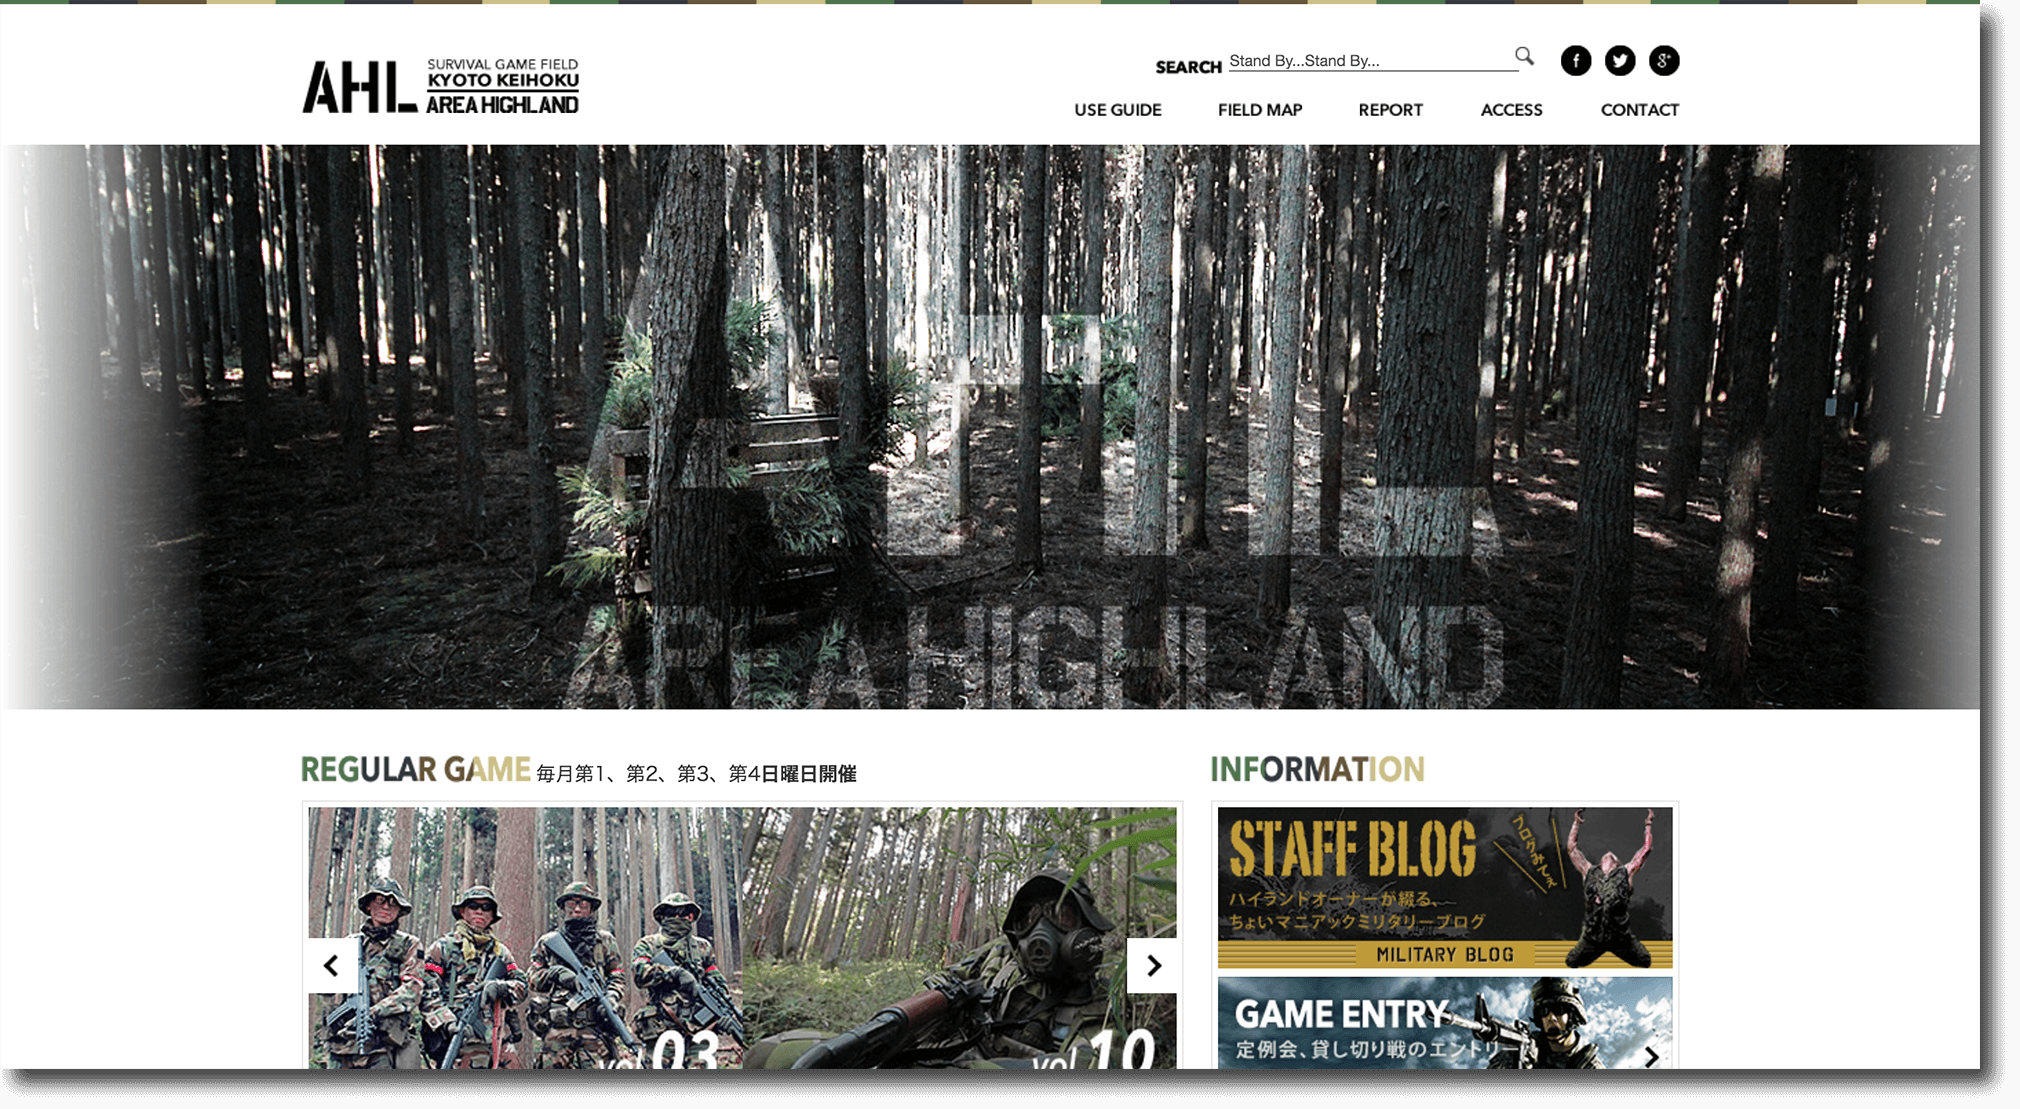 AHL
SURVIVAL GAME FIELD
KYOTO KEIHOKU
AREA HIGHLAND
SEARCH Stand By...Stand By...
USE GUIDE FIELD MAP REPORT ACCESS CONTACT
AHL
AREA HIGHLAND
REGULAR GAME 毎月第1、第2、第3、第4日曜日開催
INFORMATION
STAFF BLOG
ブログみんぞ
ハイランドオーナーが綴る、
ちょいマニアックミリタリーブログ
MILITARY BLOG
GAME ENTRY
定例会、貸し切り戦のエントリー
vol.03
vol.10